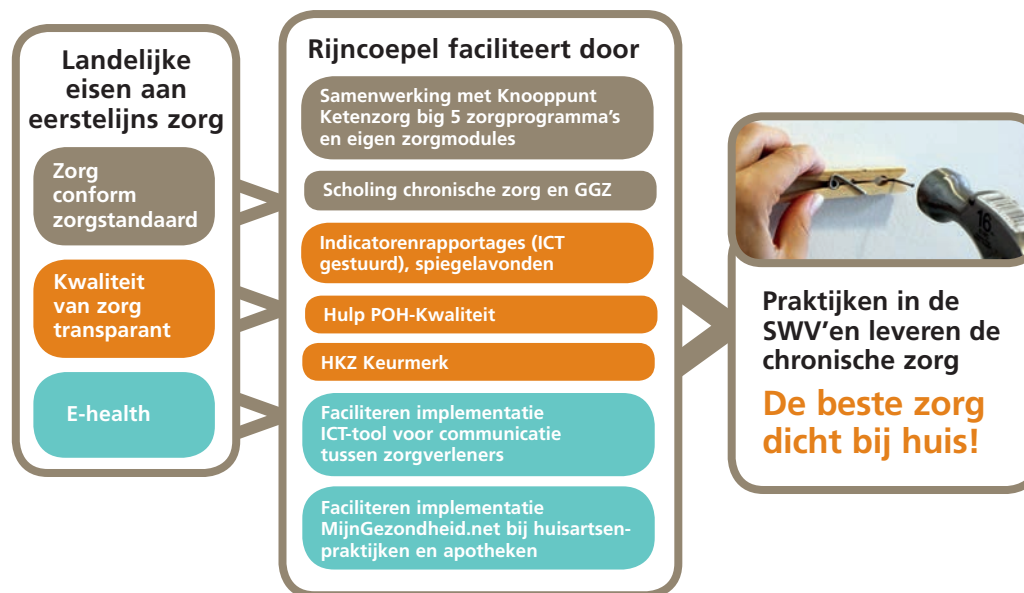 Landelijke
eisen aan
eerstelijns zorg
Zorg
conform
zorgstandaard
Kwaliteit
van zorg
transparant
E-health
Rijncoepel faciliteert door
Samenwerking met Knooppunt
Ketenzorg big 5 zorgprogramma's
en eigen zorgmodules
Scholing chronische zorg en GGZ
Indicatorenrapportages (ICT
gestuurd), spiegelavonden
Hulp POH-Kwaliteit
HKZ Keurmerk
Faciliteren implementatie
ICT-tool voor communicatie
tussen zorgverleners
Faciliteren implementatie
MijnGezondheid.net bij huisartsen-
praktijken en apotheken
16
Praktijken in de
SWV'en leveren de
chronische zorg
De beste zorg
dicht bij huis!